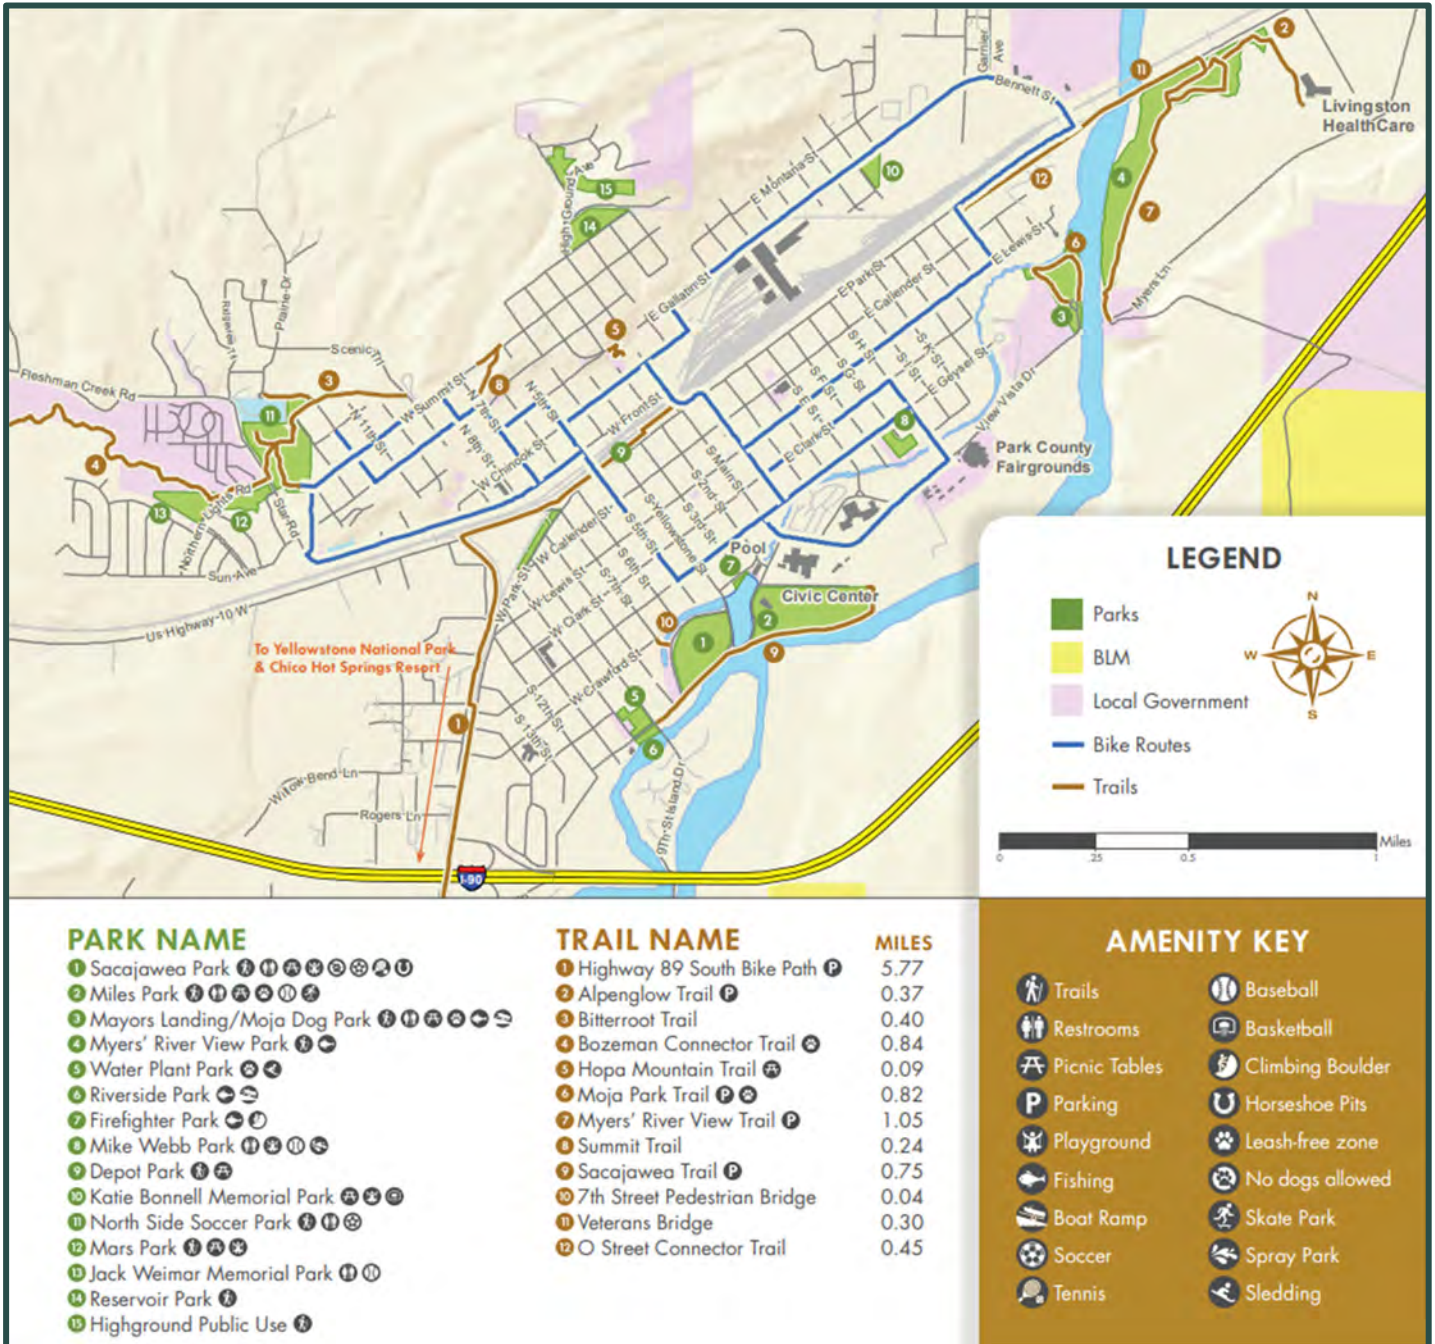 Garnier Ave
Bennett St
Livingston HealthCare
E Montana St
High Ground Ave
E Lewis St
Myers Ln
E Gallatin St
E Park St
E Callender St
Prairie Dr
Ridgeview Trl
Scenic Trl
Fleshman Creek Rd
W Summit St
N 11th St
N 7th St
N 8th St
N 5th St
W Front St
W Chinook St
S K St
S I St
S H St
S G St
S F St
S E St
E Geyser St
View Vista Dr
E Clark St
Park County Fairgrounds
S Main St
S 2nd St
S 3rd St
S Yellowstone St
S 5th St
S 6th St
S 7th St
Northern Lights Rd
Star Rd
Sun Ave
Us Highway 10 W
W Callender St
W Park St
W Lewis St
W Clark St
W Crawford St
S 12th St
S 13th St
Pool
Civic Center
To Yellowstone National Park
& Chico Hot Springs Resort
Willow Bend Ln
Rogers Ln
9Th St Island Dr
I-90
LEGEND
Parks
BLM
Local Government
Bike Routes
Trails
N
W E
S
0 .25 0.5 1 Miles
PARK NAME
1 Sacajawea Park
2 Miles Park
3 Mayors Landing/Moja Dog Park
4 Myers' River View Park
5 Water Plant Park
6 Riverside Park
7 Firefighter Park
8 Mike Webb Park
9 Depot Park
10 Katie Bonnell Memorial Park
11 North Side Soccer Park
12 Mars Park
13 Jack Weimar Memorial Park
14 Reservoir Park
15 Highground Public Use
TRAIL NAME MILES
1 Highway 89 South Bike Path P 5.77
2 Alpenglow Trail P 0.37
3 Bitterroot Trail 0.40
4 Bozeman Connector Trail 0.84
5 Hopa Mountain Trail 0.09
6 Moja Park Trail P 0.82
7 Myers' River View Trail P 1.05
8 Summit Trail 0.24
9 Sacajawea Trail P 0.75
10 7th Street Pedestrian Bridge 0.04
11 Veterans Bridge 0.30
12 O Street Connector Trail 0.45
AMENITY KEY
Trails
Restrooms
Picnic Tables
P Parking
Playground
Fishing
Boat Ramp
Soccer
Tennis
Baseball
Basketball
Climbing Boulder
Horseshoe Pits
Leash-free zone
No dogs allowed
Skate Park
Spray Park
Sledding